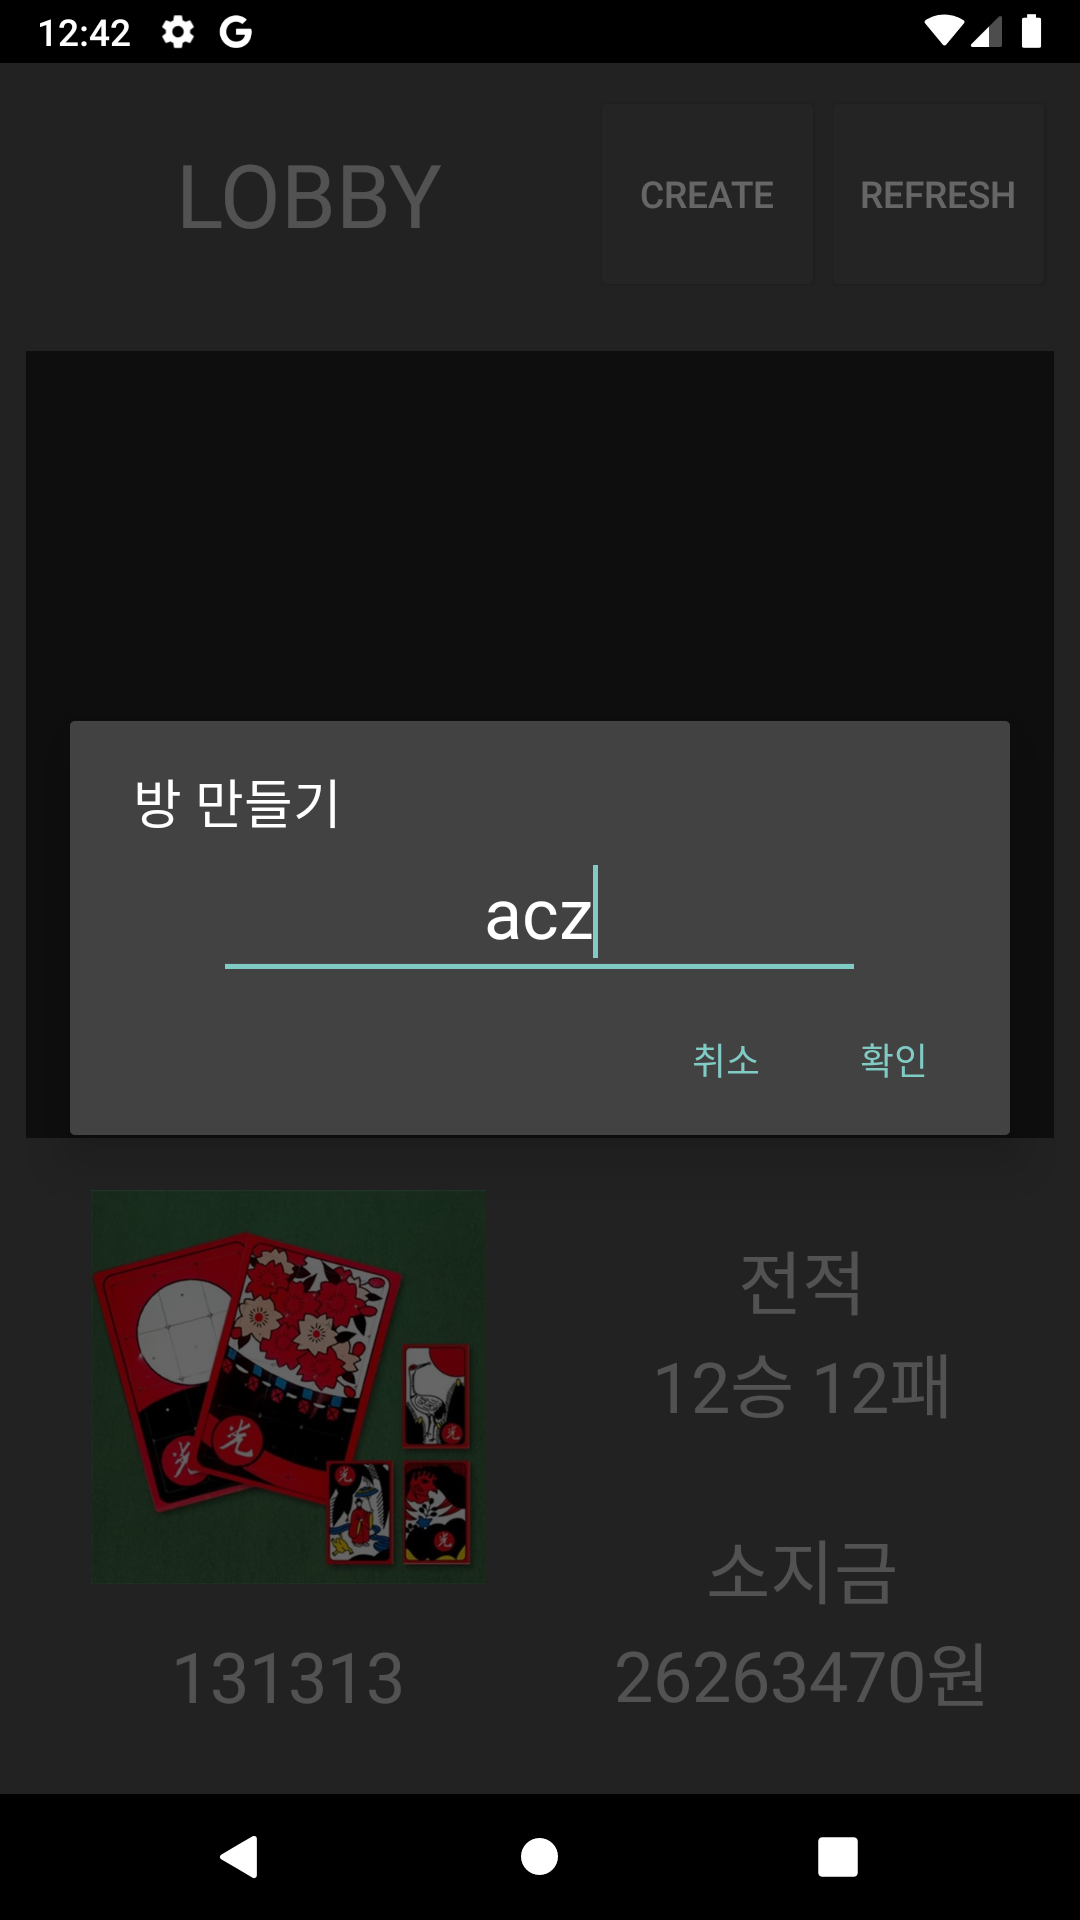 12:42
LOBBY
CREATE
REFRESH
방 만들기
acz
취소
확인
光
光
光
光
光
전적
12승 12패
소지금
131313
26263470원